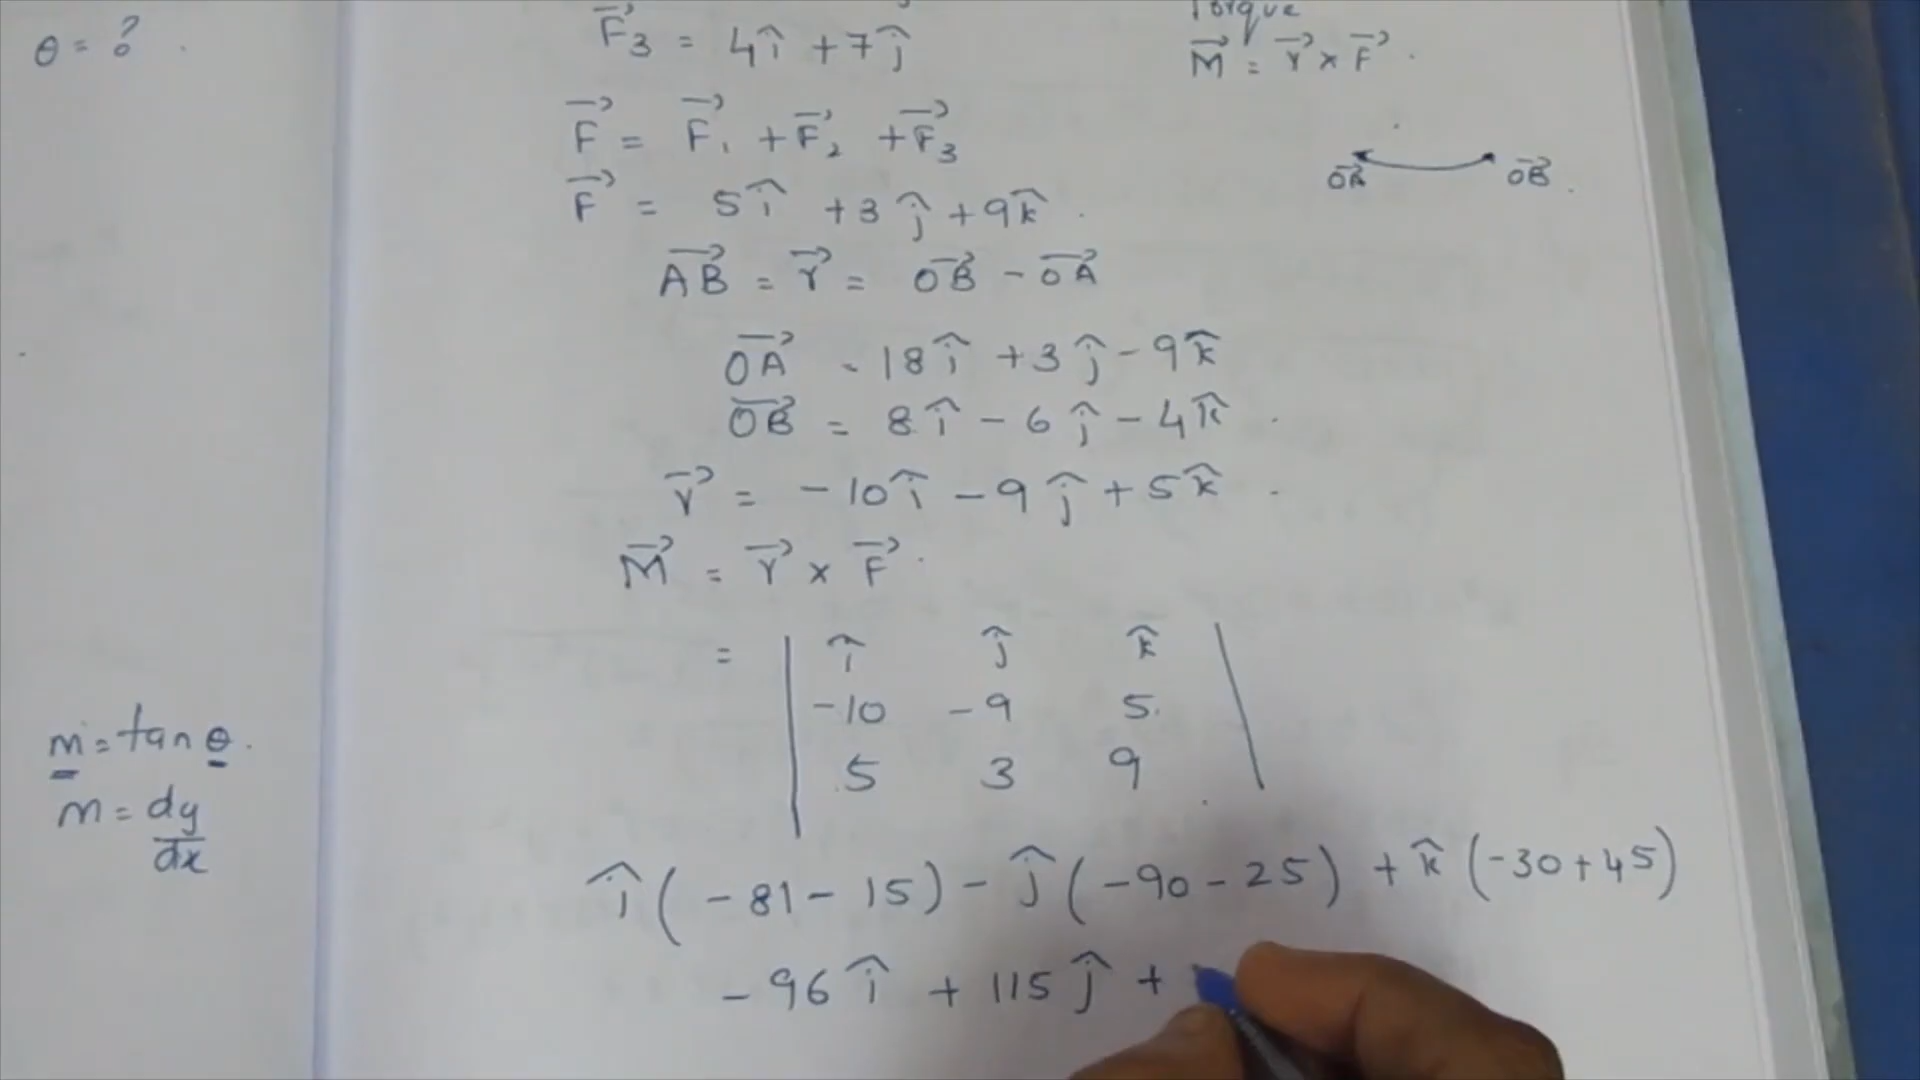 θ = ?
F⃗₃ = 4î + 7ĵ
Torque
M⃗ = r⃗ × F⃗ .
F⃗ = F⃗₁ + F⃗₂ + F⃗₃
F⃗ = 5î + 3ĵ + 9k̂ .
OA⃗ OB⃗ .
AB⃗ = r⃗ = OB⃗ - OA⃗
OA⃗ - 18î + 3ĵ - 9k̂
OB⃗ = 8î - 6ĵ - 4k̂ .
r⃗ = -10î - 9ĵ + 5k̂ .
M⃗ = r⃗ × F⃗ .
= | î ĵ k̂ |
-10 -9 5
5 3 9
m = tan θ .
m = dy/dx
î(-81 - 15) - ĵ(-90 - 25) + k̂(-30 + 45)
-96î + 115ĵ +